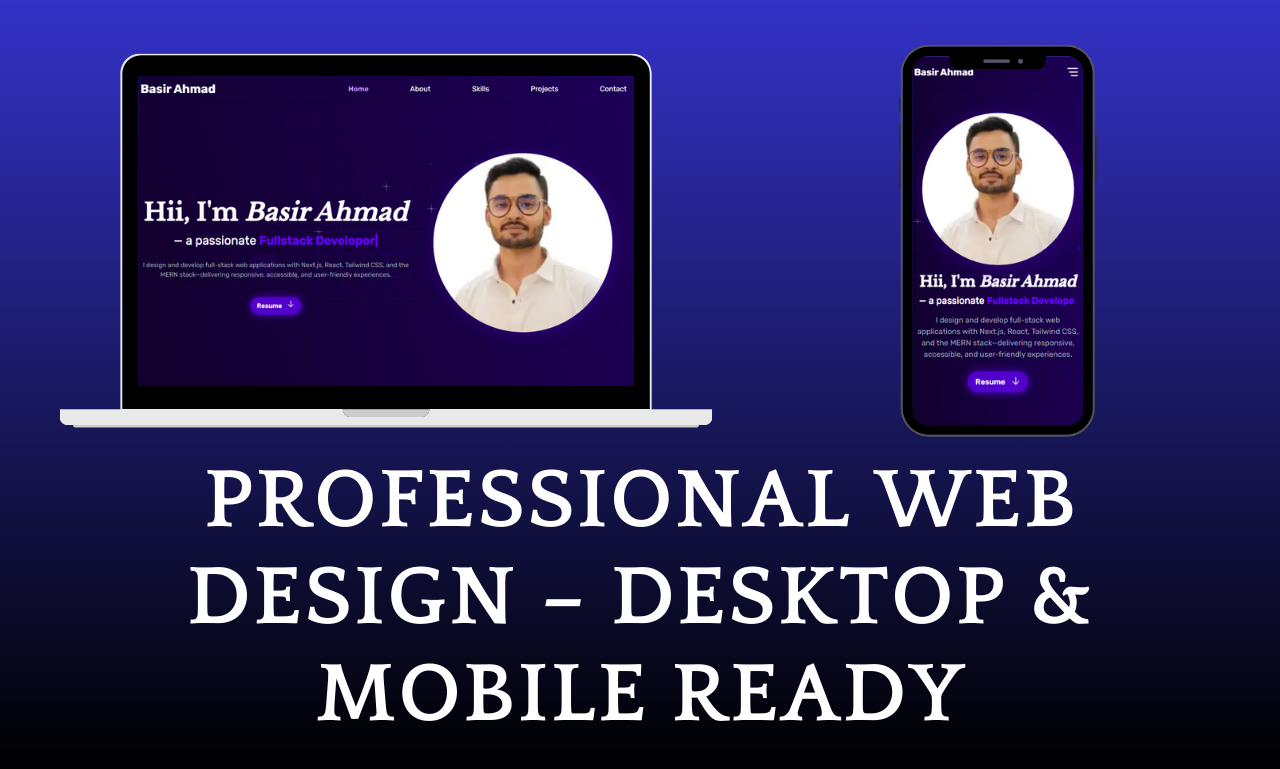 Basir Ahmad
Home About Skills Projects Contact
Hii, I'm Basir Ahmad
– a passionate Fullstack Developer|
I design and develop full-stack web applications with Next.js, React, Tailwind CSS, and the
MERN stack—delivering responsive, accessible, and user-friendly experiences.
Resume ↓
Basir Ahmad
Hii, I'm Basir Ahmad
– a passionate Fullstack Develope
I design and develop full-stack web
applications with Next.js, React, Tailwind CSS,
and the MERN stack—delivering responsive,
accessible, and user-friendly experiences.
Resume ↓
PROFESSIONAL WEB
DESIGN – DESKTOP &
MOBILE READY